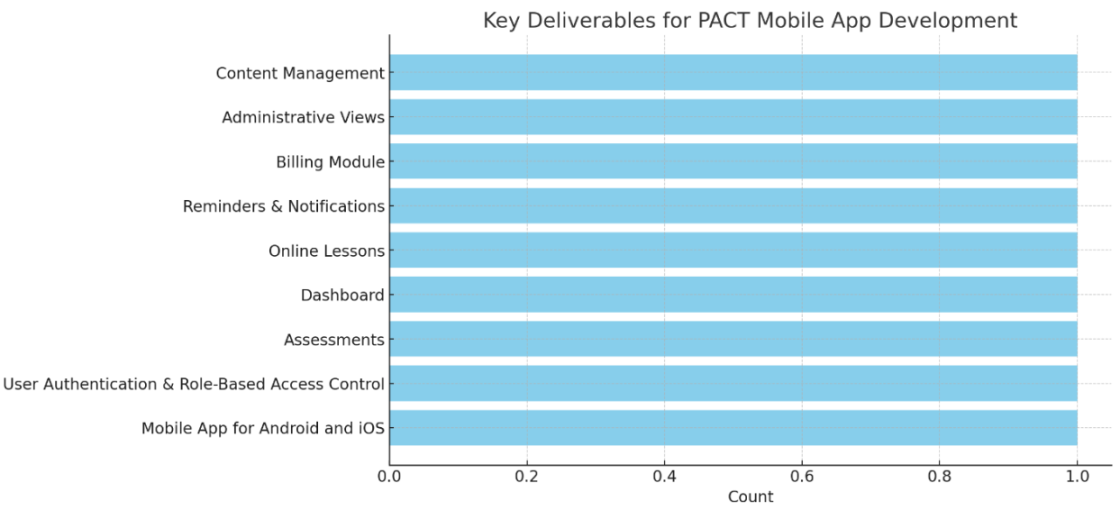 Key Deliverables for PACT Mobile App Development
Content Management
Administrative Views
Billing Module
Reminders & Notifications
Online Lessons
Dashboard
Assessments
User Authentication & Role-Based Access Control
Mobile App for Android and iOS
0.0 0.2 0.4 0.6 0.8 1.0
Count